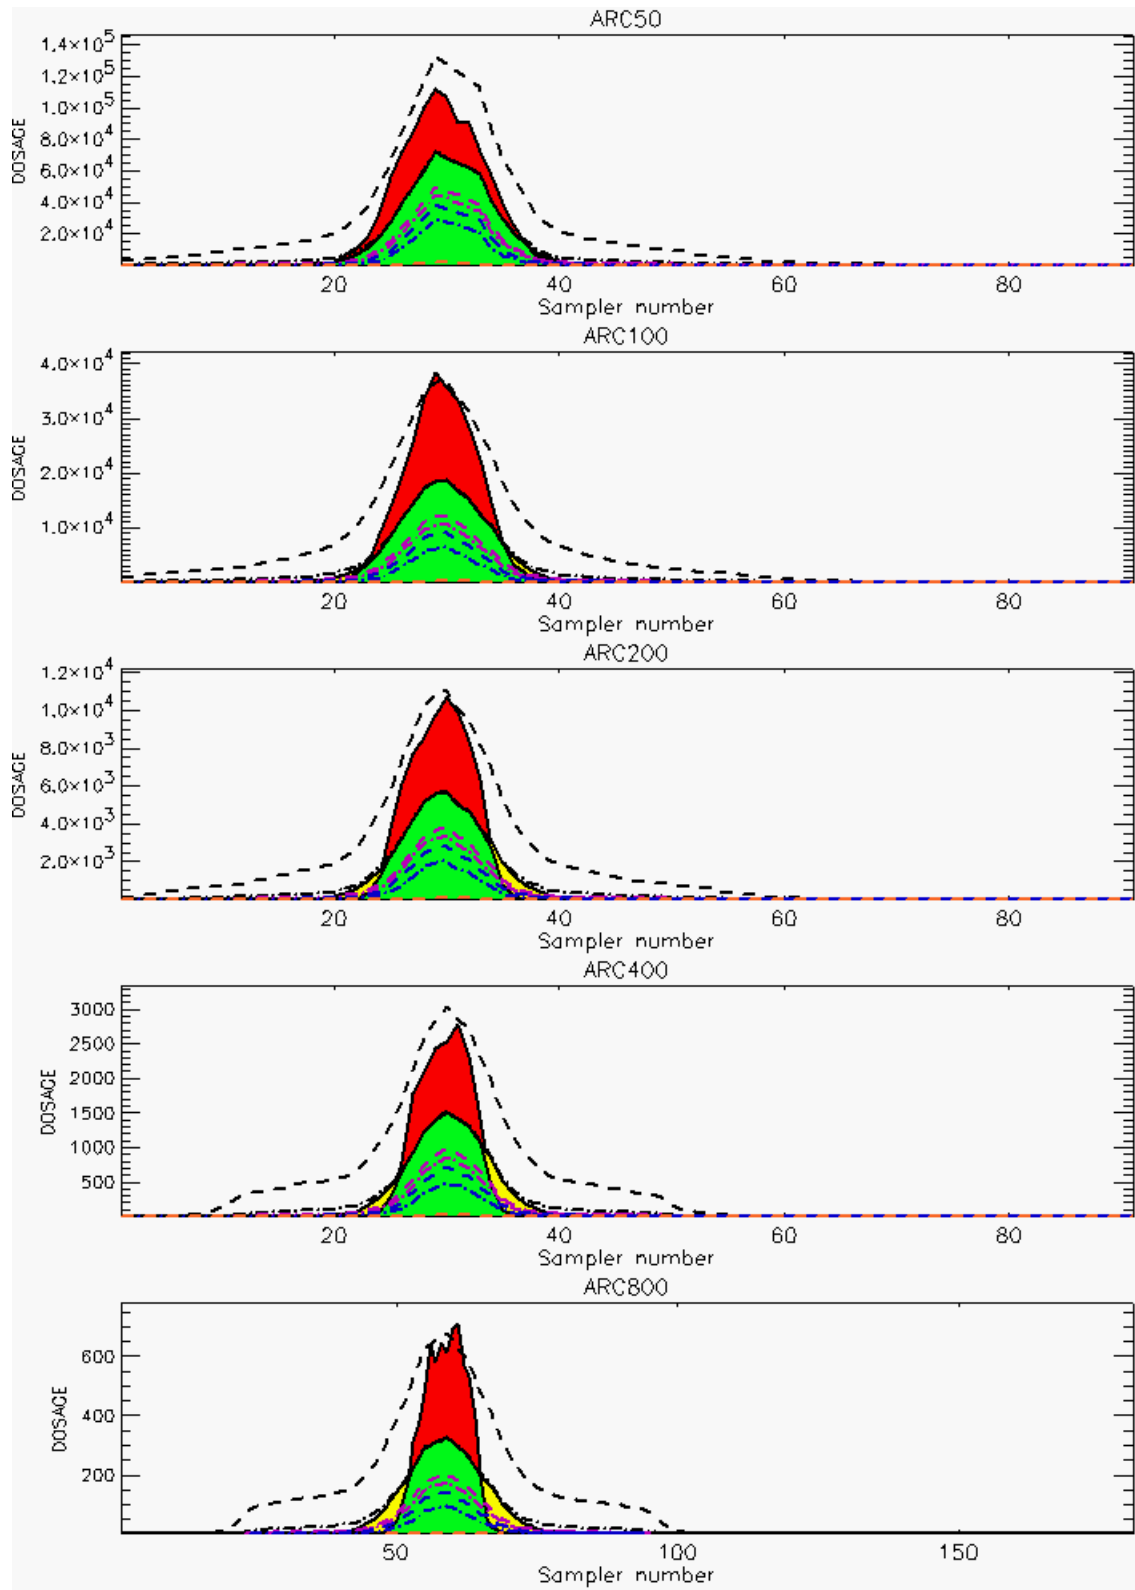 ARC50
1.4×10^5
1.2×10^5
1.0×10^5
8.0×10^4
6.0×10^4
4.0×10^4
2.0×10^4
DOSAGE
20 40 60 80
Sampler number
ARC100
4.0×10^4
3.0×10^4
2.0×10^4
1.0×10^4
DOSAGE
20 40 60 80
Sampler number
ARC200
1.2×10^4
1.0×10^4
8.0×10^3
6.0×10^3
4.0×10^3
2.0×10^3
DOSAGE
20 40 60 80
Sampler number
ARC400
3000
2500
2000
1500
1000
500
DOSAGE
20 40 60 80
Sampler number
ARC800
600
400
200
DOSAGE
50 100 150
Sampler number